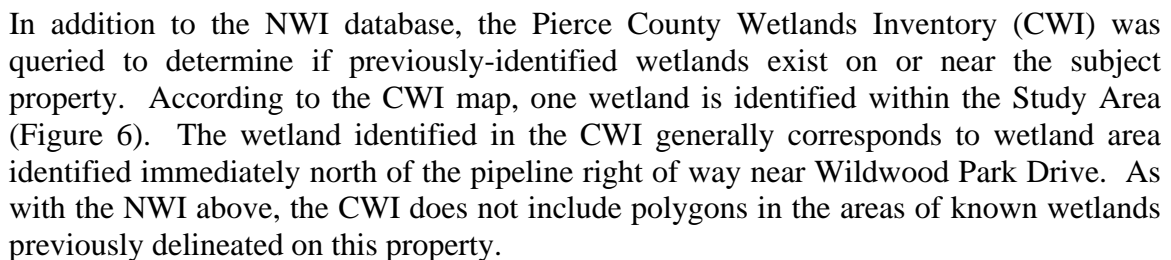 In addition to the NWI database, the Pierce County Wetlands Inventory (CWI) was
queried to determine if previously-identified wetlands exist on or near the subject
property. According to the CWI map, one wetland is identified within the Study Area
(Figure 6). The wetland identified in the CWI generally corresponds to wetland area
identified immediately north of the pipeline right of way near Wildwood Park Drive. As
with the NWI above, the CWI does not include polygons in the areas of known wetlands
previously delineated on this property.